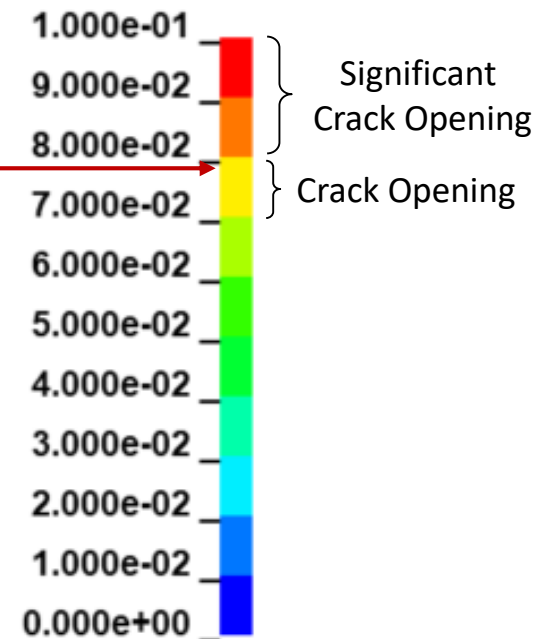 1.000e-01
9.000e-02
8.000e-02
7.000e-02
6.000e-02
5.000e-02
4.000e-02
3.000e-02
2.000e-02
1.000e-02
0.000e+00
Significant
Crack Opening
Crack Opening